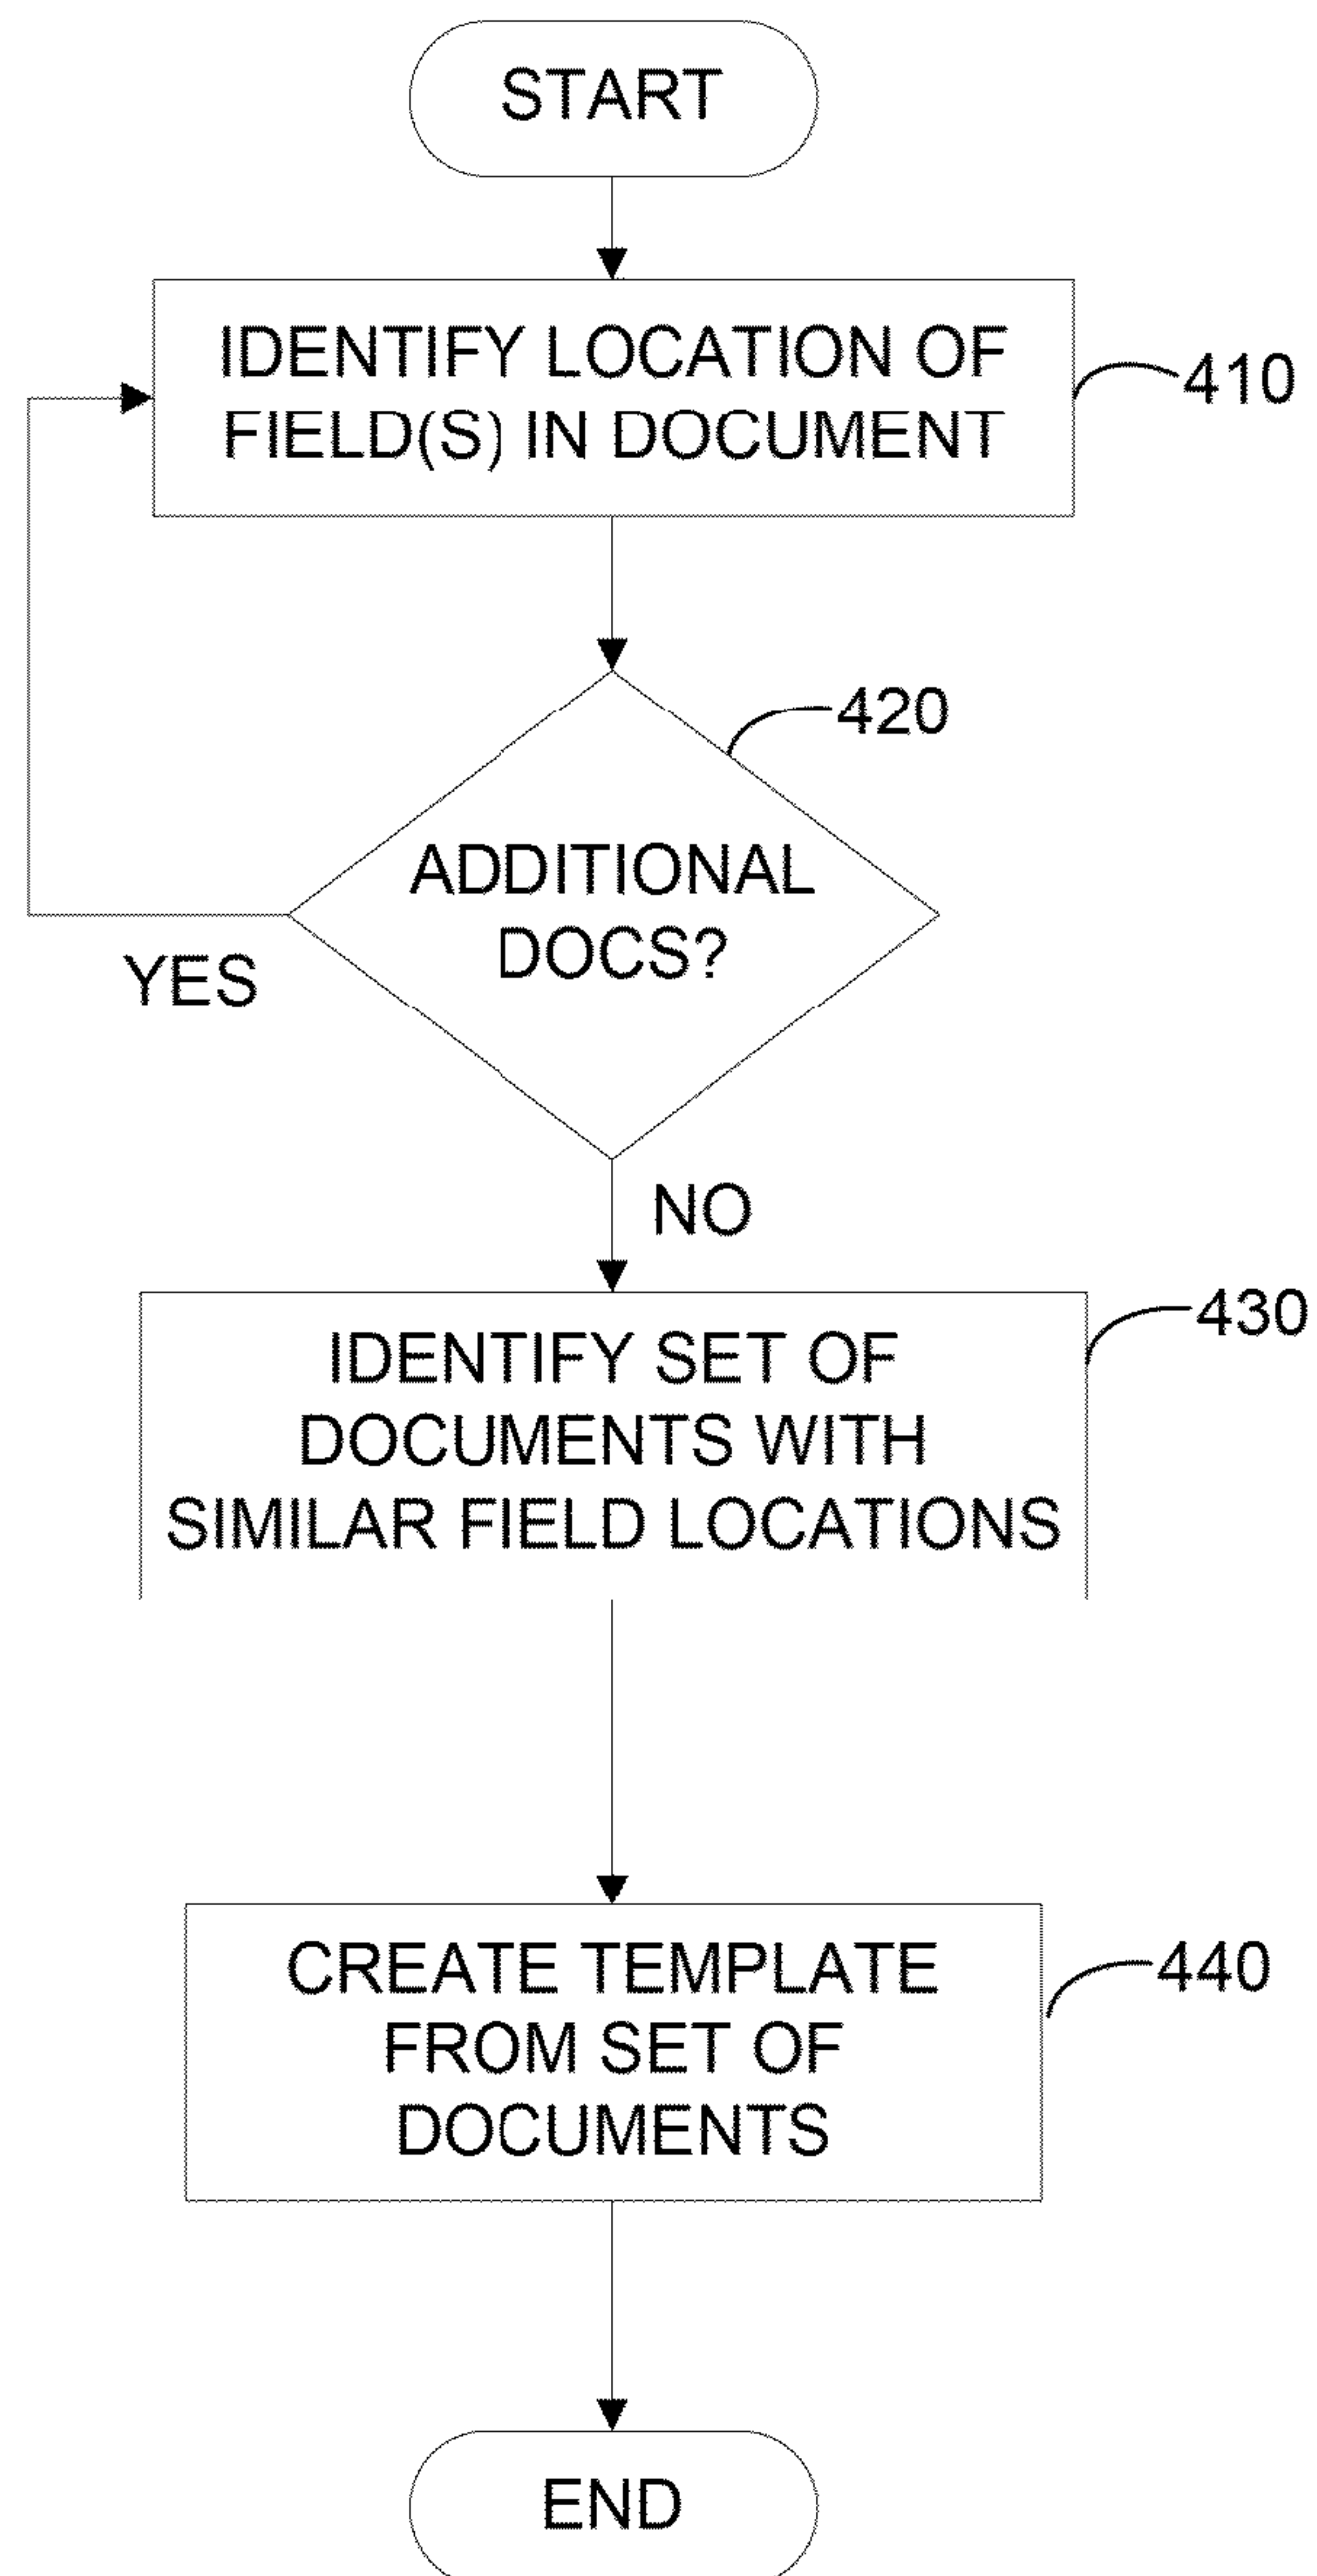 START
IDENTIFY LOCATION OF
FIELD(S) IN DOCUMENT
410
420
ADDITIONAL
DOCS?
YES
NO
430
IDENTIFY SET OF
DOCUMENTS WITH
SIMILAR FIELD LOCATIONS
CREATE TEMPLATE
FROM SET OF
DOCUMENTS
440
END